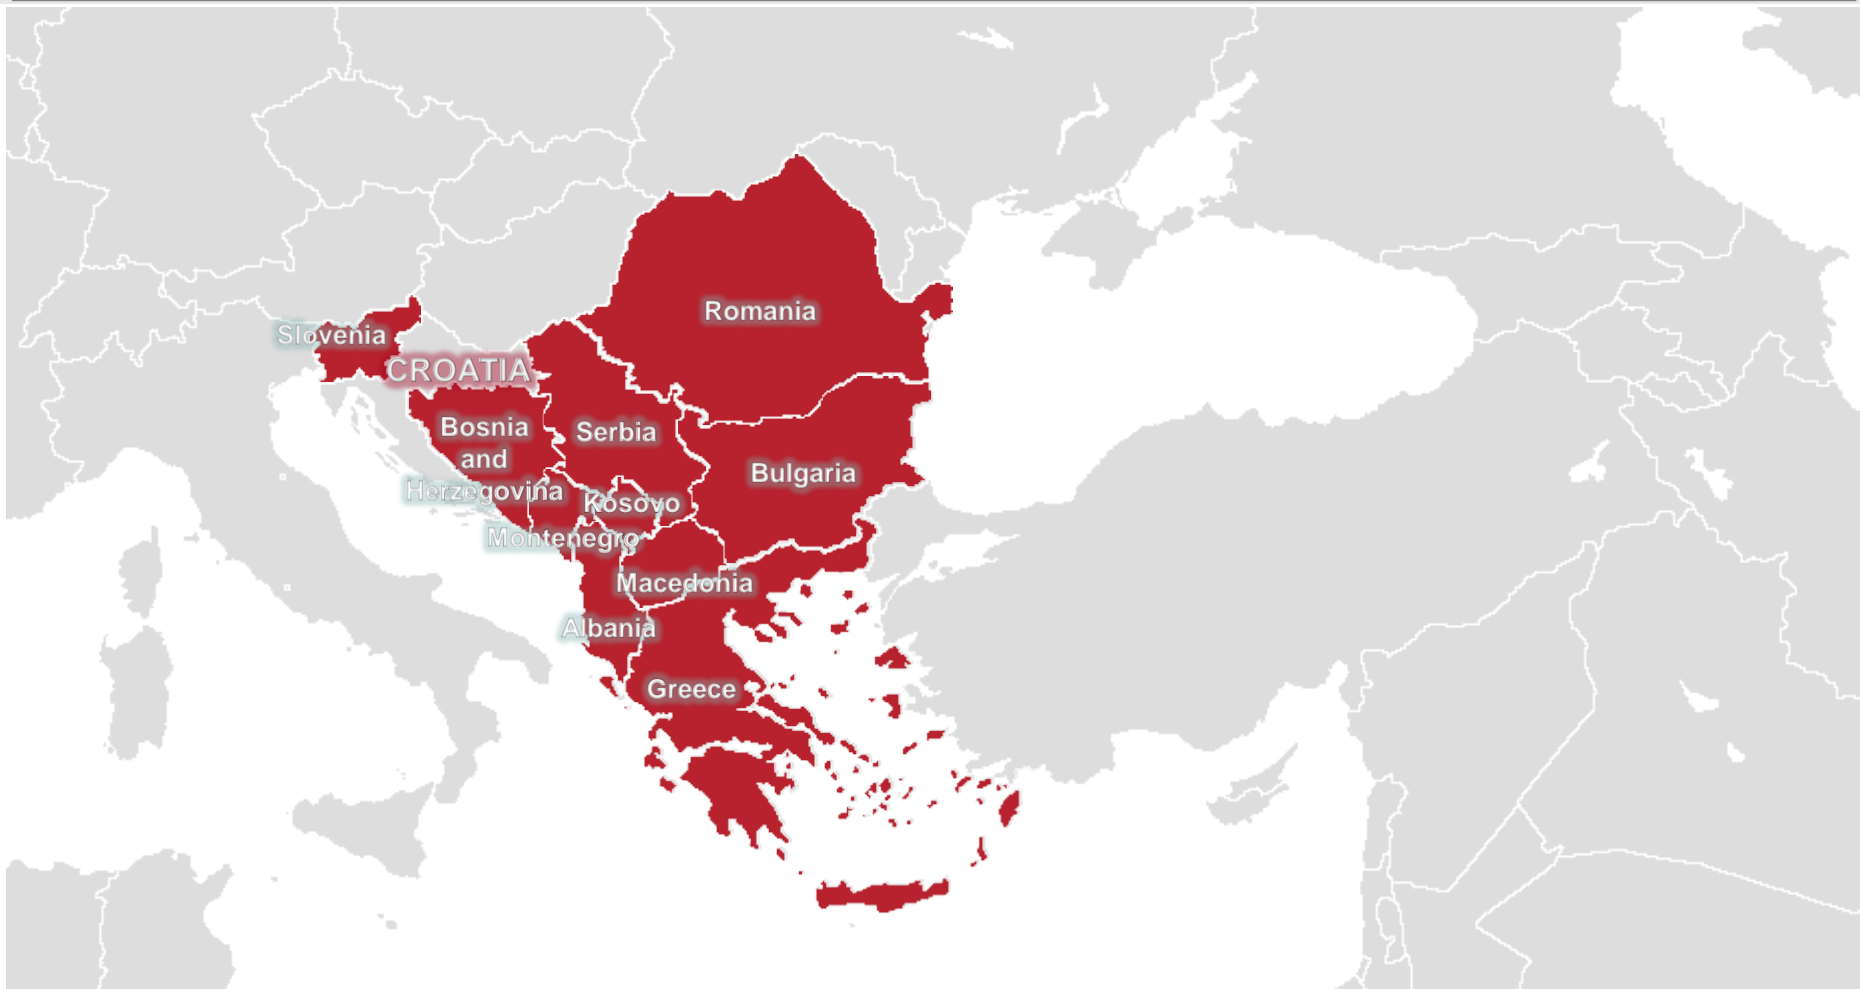 Romania
Slovenia
CROATIA
Bosnia
and
Herzegovina
Serbia
Bulgaria
Kosovo
Montenegro
Macedonia
Albania
Greece